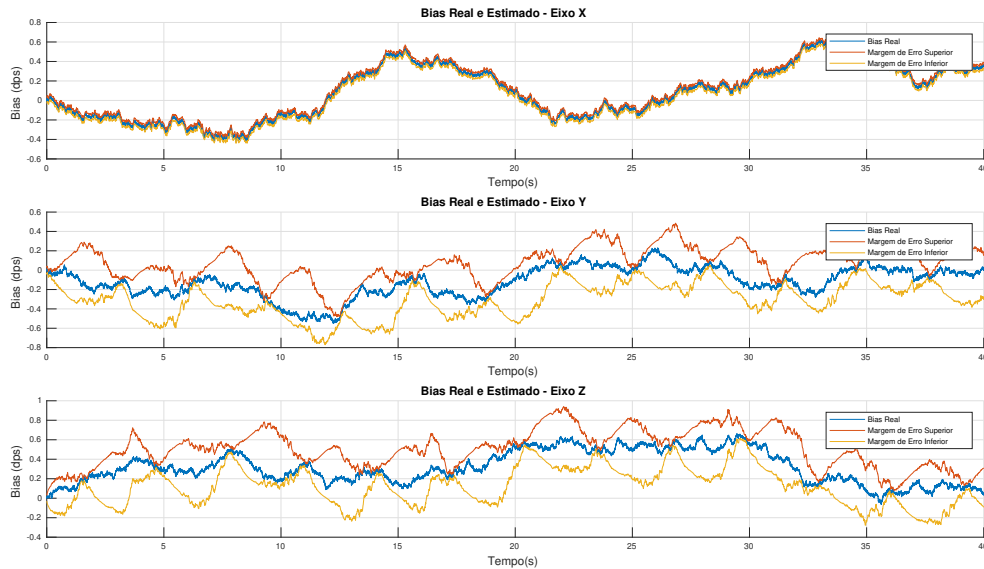 Bias Real e Estimado - Eixo X
Bias (dps)
0.8
0.6
0.4
0.2
0
-0.2
-0.4
-0.6
Bias Real
Margem de Erro Superior
Margem de Erro Inferior
0 5 10 15 20 25 30 35 40
Tempo(s)
Bias Real e Estimado - Eixo Y
Bias (dps)
0.6
0.4
0.2
0
-0.2
-0.4
-0.6
-0.8
Bias Real
Margem de Erro Superior
Margem de Erro Inferior
0 5 10 15 20 25 30 35 40
Tempo(s)
Bias Real e Estimado - Eixo Z
Bias (dps)
1
0.8
0.6
0.4
0.2
0
-0.2
-0.4
Bias Real
Margem de Erro Superior
Margem de Erro Inferior
0 5 10 15 20 25 30 35 40
Tempo(s)